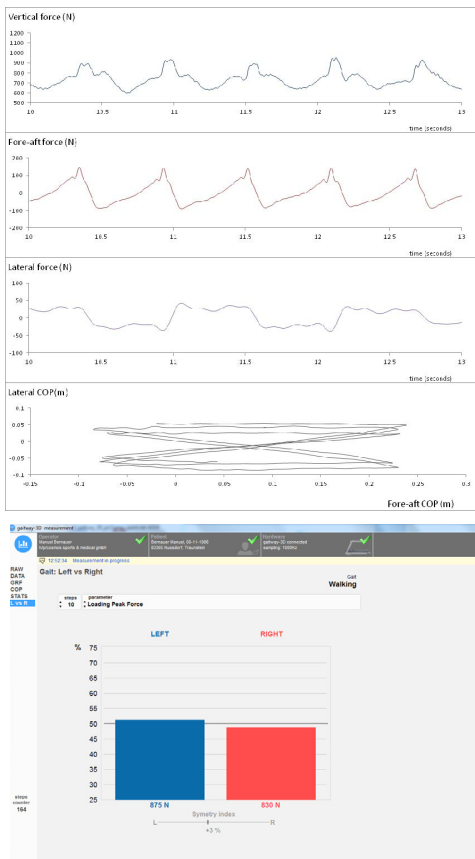 Vertical force (N)
1200
1100
1000
900
800
700
600
500
10 10.5 11 11.5 12 12.5 13
time (seconds)
Fore-aft force (N)
200
100
0
-100
-200
10 10.5 11 11.5 12 12.5 13
time (seconds)
Lateral force (N)
100
50
0
-50
-100
10 10.5 11 11.5 12 12.5 13
time (seconds)
Lateral COP(m)
0.1
0.05
0
-0.05
-0.1
-0.15 -0.1 -0.05 0 0.05 0.1 0.15 0.2 0.25 0.3
Fore-aft COP (m)
gaitway-3D measurement
Operator
Manuel Bernauer
Patient
Bernauer Manuel,
Hardware
gaitway-3D connected
sampling: 1000Hz
10:52:34 Measurement in progress
RAW
DATA
GRF
COP
STATS
L vs R
Gait: Left vs Right
Gait
Walking
steps parameter
10 Loading Peak Force
LEFT RIGHT
%
75
70
65
60
55
50
45
40
35
30
25
875 N 830 N
Symetry index
L R
+3 %
steps
counter
164